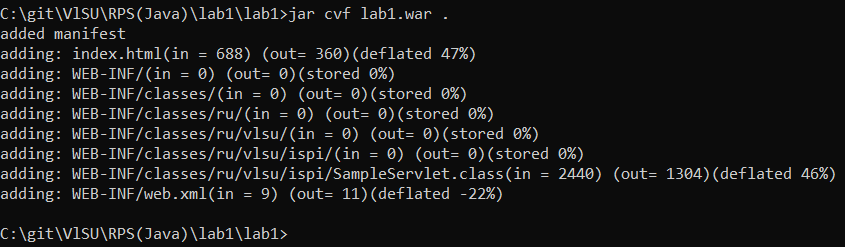 C:\git\VlSU\RPS(Java)\lab1\lab1>jar cvf lab1.war .
added manifest
adding: index.html(in = 688) (out= 360)(deflated 47%)
adding: WEB-INF/(in = 0) (out= 0)(stored 0%)
adding: WEB-INF/classes/(in = 0) (out= 0)(stored 0%)
adding: WEB-INF/classes/ru/(in = 0) (out= 0)(stored 0%)
adding: WEB-INF/classes/ru/vlsu/(in = 0) (out= 0)(stored 0%)
adding: WEB-INF/classes/ru/vlsu/ispi/(in = 0) (out= 0)(stored 0%)
adding: WEB-INF/classes/ru/vlsu/ispi/SampleServlet.class(in = 2440) (out= 1304)(deflated 46%)
adding: WEB-INF/web.xml(in = 9) (out= 11)(deflated -22%)
C:\git\VlSU\RPS(Java)\lab1\lab1>